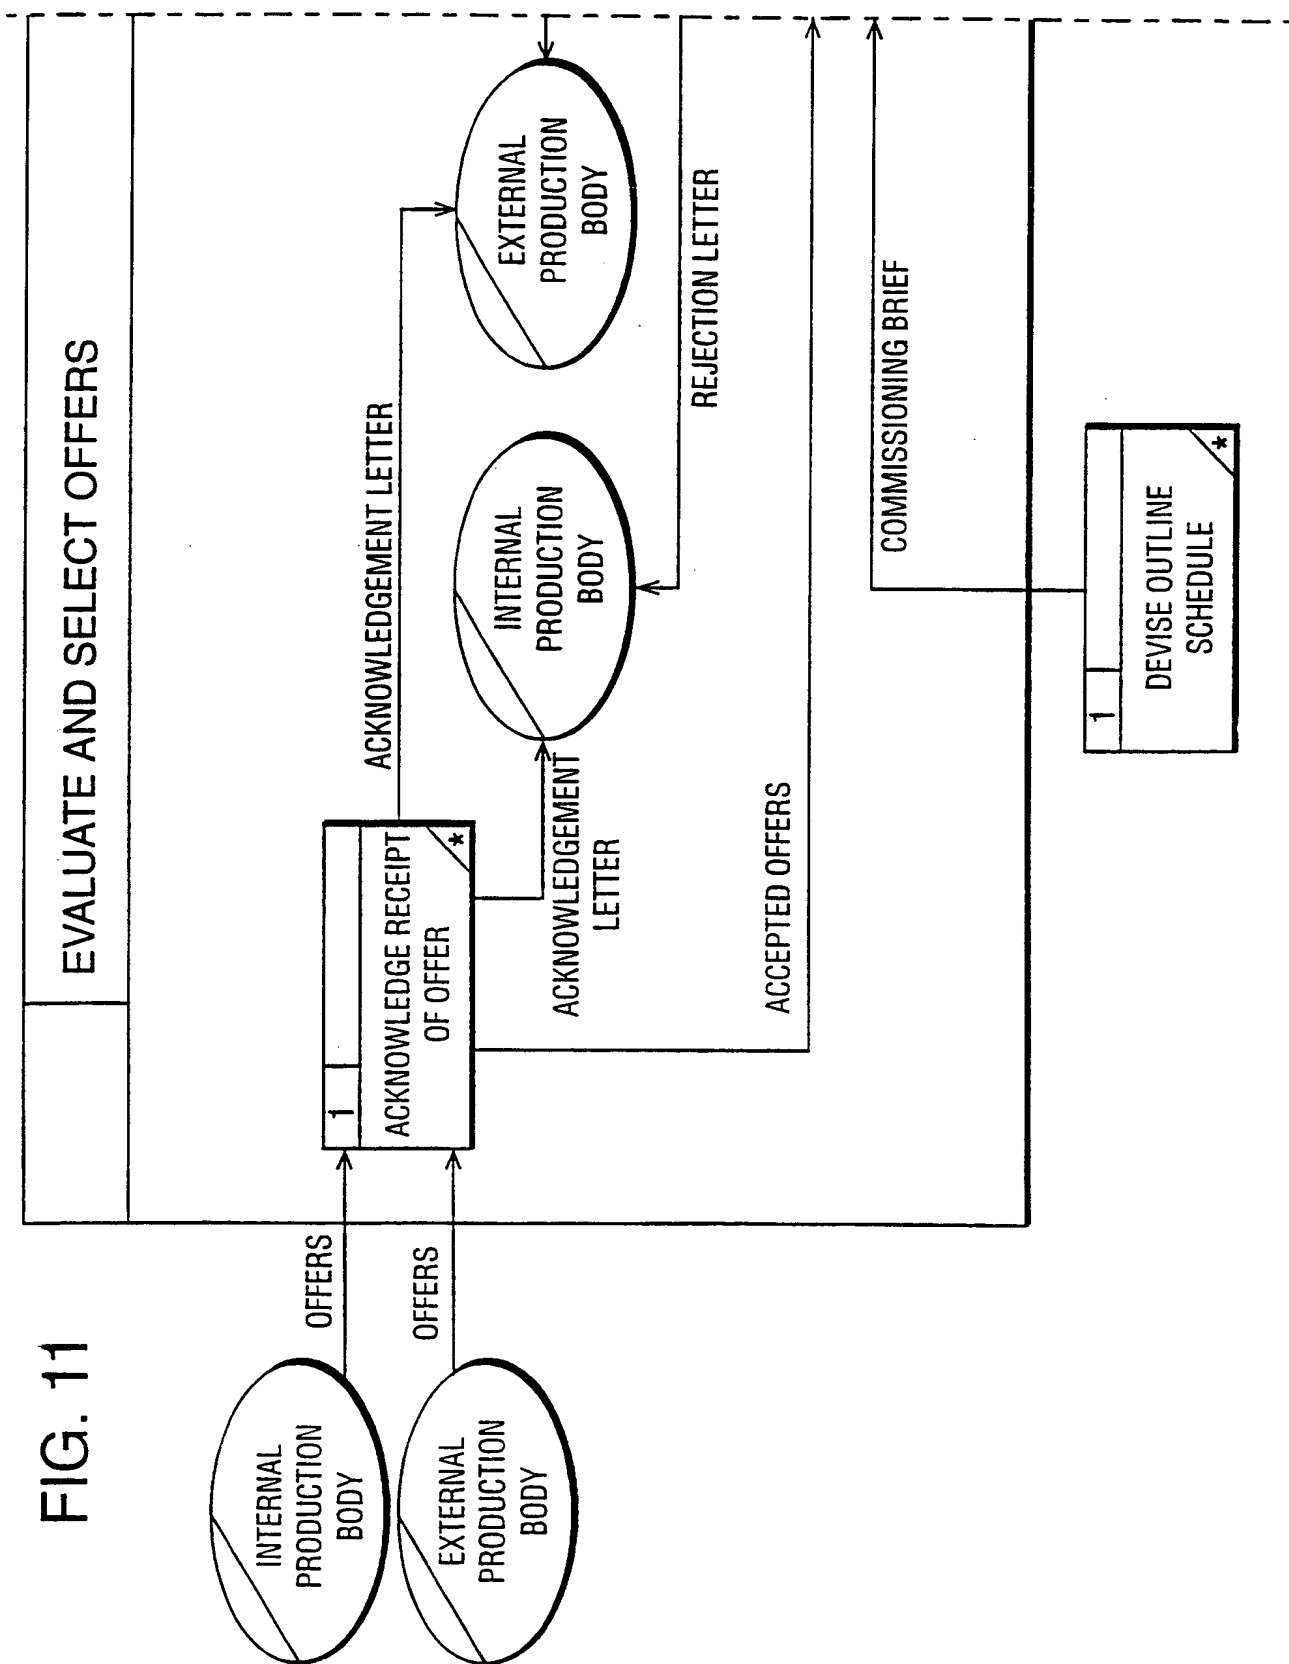 FIG. 11
EVALUATE AND SELECT OFFERS
INTERNAL
PRODUCTION
BODY
OFFERS
EXTERNAL
PRODUCTION
BODY
OFFERS
1
ACKNOWLEDGE RECEIPT
OF OFFER
*
ACKNOWLEDGEMENT LETTER
EXTERNAL
PRODUCTION
BODY
ACKNOWLEDGEMENT
LETTER
INTERNAL
PRODUCTION
BODY
REJECTION LETTER
ACCEPTED OFFERS
COMMISSIONING BRIEF
1
DEVISE OUTLINE
SCHEDULE
*